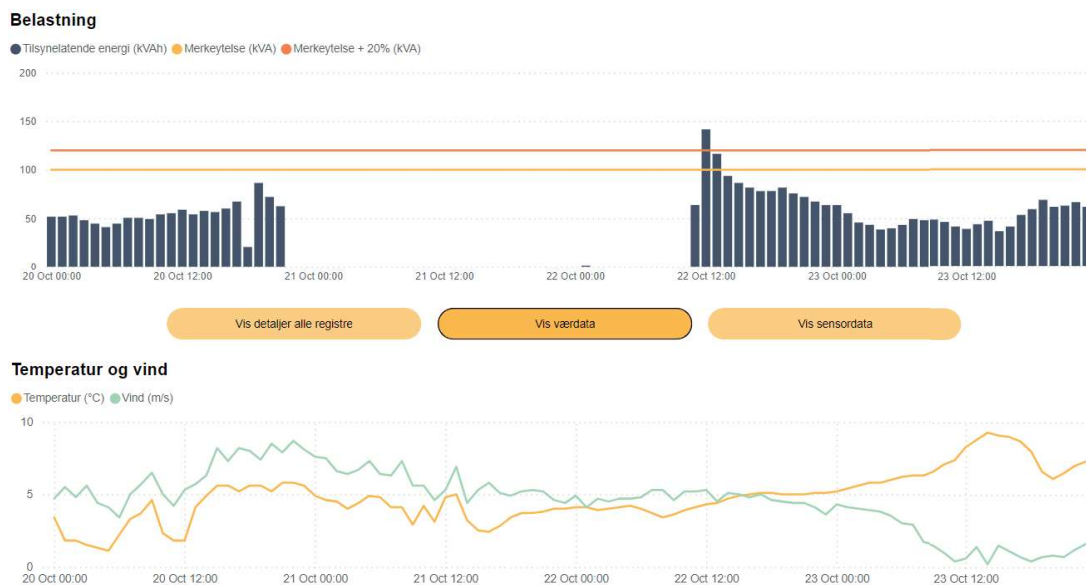 Belastning
Tilsynelatende energi (kVAh) Merkeytelse (kVA) Merkeytelse + 20% (kVA)
200
150
100
50
0
20 Oct 00:00 20 Oct 12:00 21 Oct 00:00 21 Oct 12:00 22 Oct 00:00 22 Oct 12:00 23 Oct 00:00 23 Oct 12:00
Vis detaljer alle registre Vis værdata Vis sensordata
Temperatur og vind
Temperatur (°C) Vind (m/s)
10
5
0
20 Oct 00:00 20 Oct 12:00 21 Oct 00:00 21 Oct 12:00 22 Oct 00:00 22 Oct 12:00 23 Oct 00:00 23 Oct 12:00